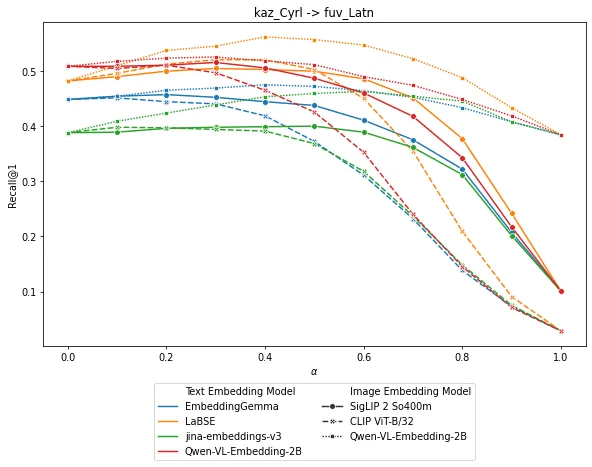 kaz_Cyrl -> fuv_Latn
Recall@1
0.5
0.4
0.3
0.2
0.1
0.0 0.2 0.4 0.6 0.8 1.0
α
Text Embedding Model
EmbeddingGemma
LaBSE
jina-embeddings-v3
Qwen-VL-Embedding-2B
Image Embedding Model
SigLIP 2 So400m
CLIP ViT-B/32
Qwen-VL-Embedding-2B